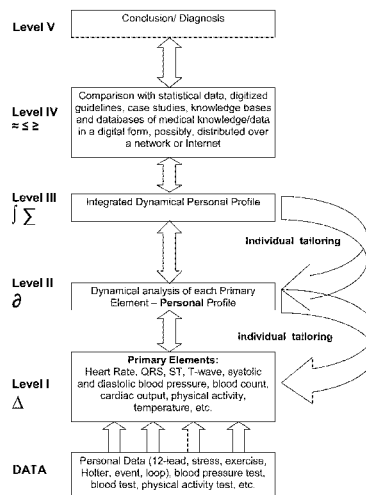 Level V
Conclusion/ Diagnosis
Level IV
≈ ≤ ≥
Comparison with statistical data, digitized
guidelines, case studies, knowledge bases
and databases of medical knowledge/data
in a digital form, possibly, distributed over
a network or Internet
Level III
∫ ∑
Integrated Dynamical Personal Profile
Individual tailoring
Level II
∂
Dynamical analysis of each Primary
Element – Personal Profile
Individual tailoring
Level I
Δ
Primary Elements:
Heart Rate, QRS, ST, T-wave, systolic
and diastolic blood pressure, blood count,
cardiac output, physical activity,
temperature, etc.
DATA
Personal Data (12-lead, stress, exercise,
Holter, event, loop), blood pressure test,
blood test, physical activity test, etc.